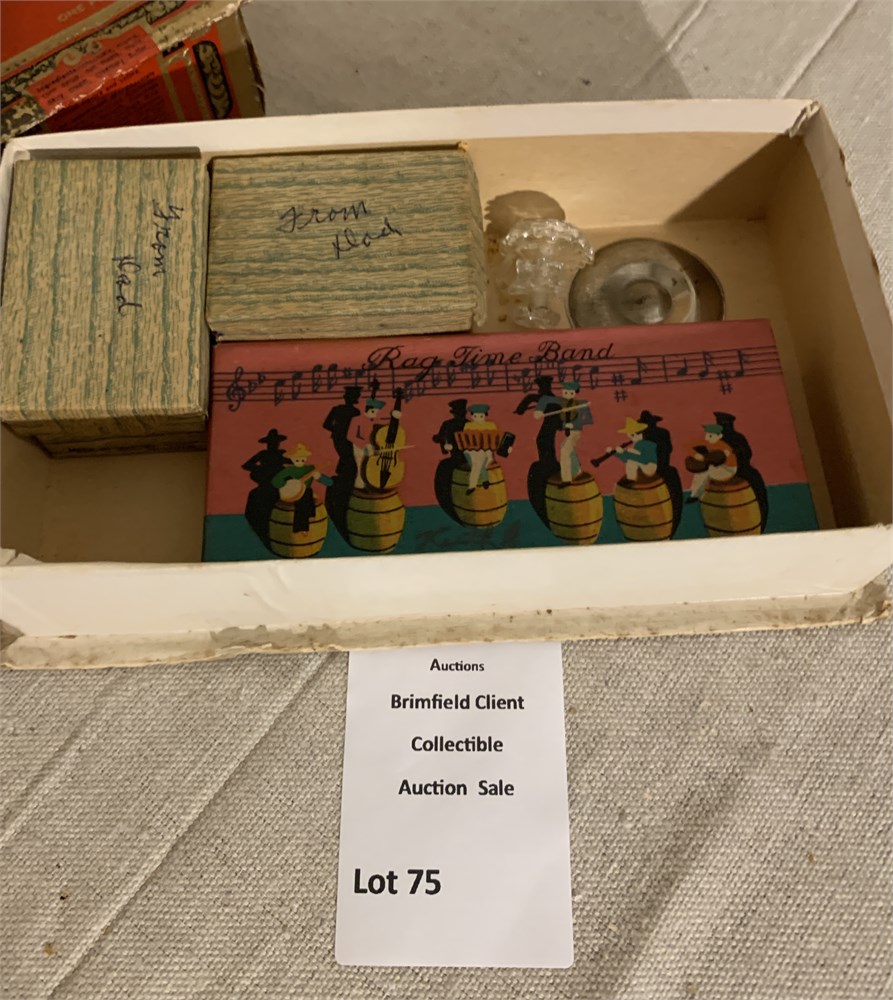 From
Dad
From
Dad
Rag Time Band
Auctions
Brimfield Client
Collectible
Auction Sale
Lot 75